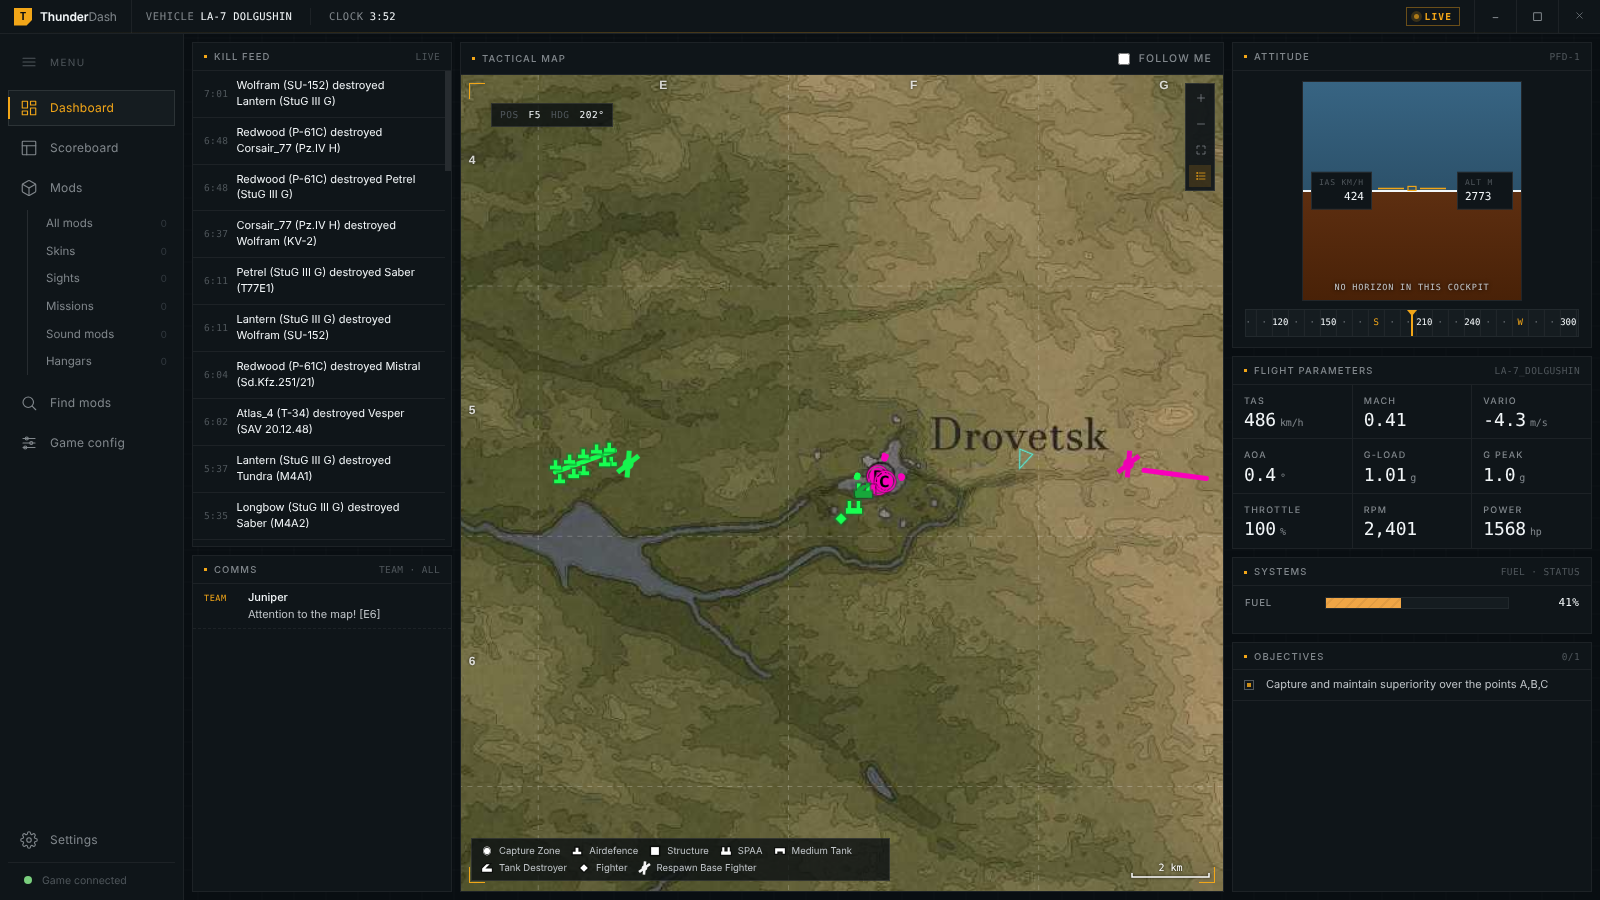 T ThunderDash
VEHICLE LA-7 DOLGUSHIN
CLOCK 3:52
LIVE
MENU
Dashboard
Scoreboard
Mods
All mods 0
Skins 0
Sights 0
Missions 0
Sound mods 0
Hangars 0
Find mods
Game config
Settings
Game connected
KILL FEED LIVE
7:01 Wolfram (SU-152) destroyed
Lantern (StuG III G)
6:48 Redwood (P-61C) destroyed
Corsair_77 (Pz.IV H)
6:48 Redwood (P-61C) destroyed Petrel
(StuG III G)
6:37 Corsair_77 (Pz.IV H) destroyed
Wolfram (KV-2)
6:11 Petrel (StuG III G) destroyed Saber
(T77E1)
6:11 Lantern (StuG III G) destroyed
Wolfram (SU-152)
6:04 Redwood (P-61C) destroyed Mistral
(Sd.Kfz.251/21)
6:02 Atlas_4 (T-34) destroyed Vesper
(SAV 20.12.48)
5:37 Lantern (StuG III G) destroyed
Tundra (M4A1)
5:35 Longbow (StuG III G) destroyed
Saber (M4A2)
COMMS TEAM · ALL
TEAM Juniper
Attention to the map! [E6]
TACTICAL MAP FOLLOW ME
E F G
POS F5 HDG 202°
4
5
6
Drovetsk
C
Capture Zone Airdefence Structure SPAA Medium Tank
Tank Destroyer Fighter Respawn Base Fighter
2 km
ATTITUDE PFD-1
IAS KM/H
424
ALT M
2773
NO HORIZON IN THIS COCKPIT
120 150 S 210 240 W 300
FLIGHT PARAMETERS LA-7_DOLGUSHIN
TAS MACH VARIO
486 km/h 0.41 -4.3 m/s
AOA G-LOAD G PEAK
0.4 ° 1.01 g 1.0 g
THROTTLE RPM POWER
100 % 2,401 1568 hp
SYSTEMS FUEL · STATUS
FUEL 41%
OBJECTIVES 0/1
Capture and maintain superiority over the points A,B,C